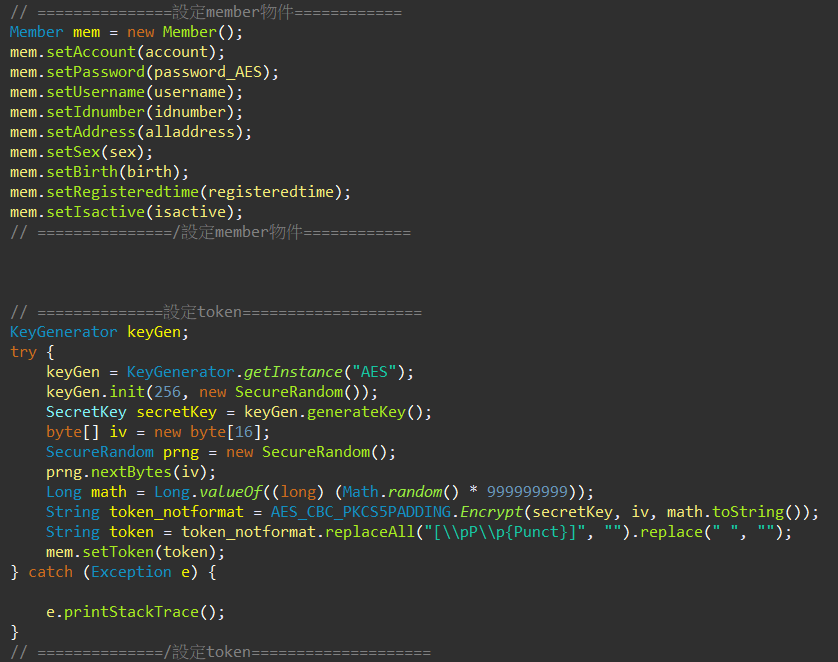 // ===============設定member物件============
Member mem = new Member();
mem.setAccount(account);
mem.setPassword(password_AES);
mem.setUsername(username);
mem.setIdnumber(idnumber);
mem.setAddress(alladdress);
mem.setSex(sex);
mem.setBirth(birth);
mem.setRegisteredtime(registeredtime);
mem.setIsactive(isactive);
// ===============/設定member物件============
// ==============設定token====================
KeyGenerator keyGen;
try {
    keyGen = KeyGenerator.getInstance("AES");
    keyGen.init(256, new SecureRandom());
    SecretKey secretKey = keyGen.generateKey();
    byte[] iv = new byte[16];
    SecureRandom prng = new SecureRandom();
    prng.nextBytes(iv);
    Long math = Long.valueOf((long) (Math.random() * 999999999));
    String token_notformat = AES_CBC_PKCS5PADDING.Encrypt(secretKey, iv, math.toString());
    String token = token_notformat.replaceAll("[\\pP\\p{Punct}]", "").replace(" ", "");
    mem.setToken(token);
} catch (Exception e) {
    e.printStackTrace();
}
// ==============/設定token====================